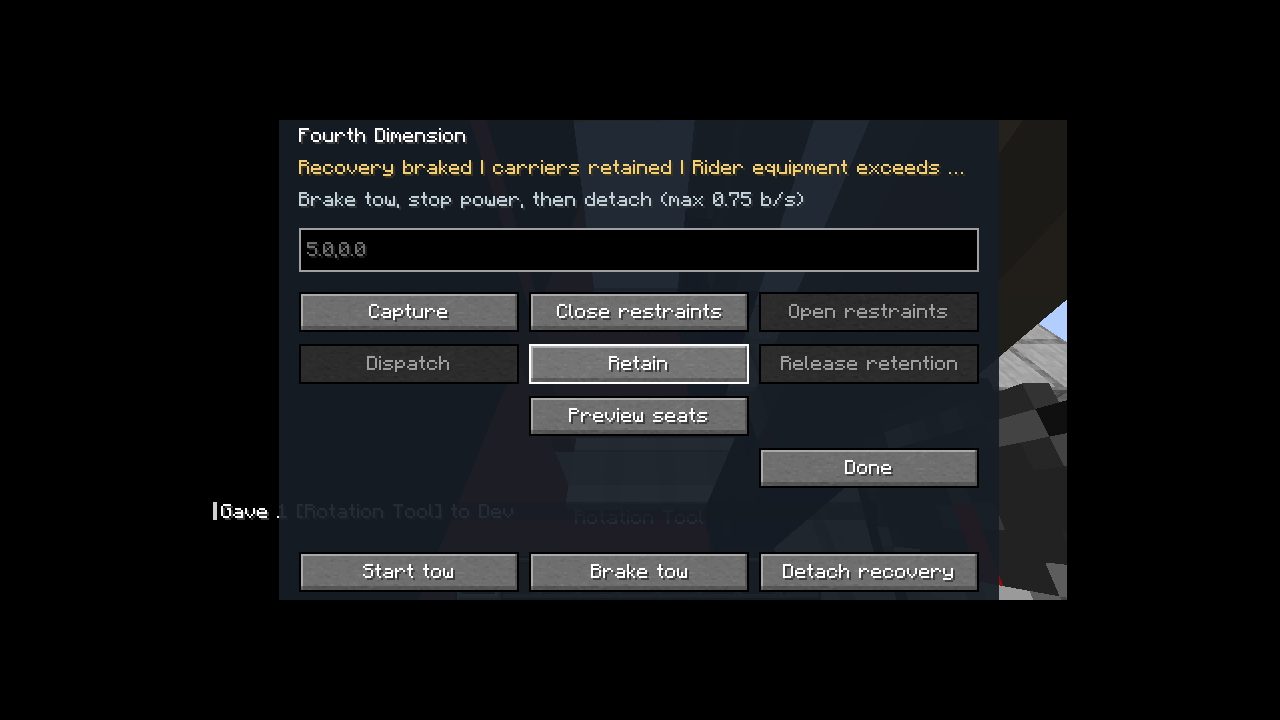 Fourth Dimension
Recovery braked | carriers retained | Rider equipment exceeds ...
Brake tow, stop power, then detach (max 0.75 b/s)
5.0,0.0
Capture
Close restraints
Open restraints
Dispatch
Retain
Release retention
Preview seats
Done
Gave 1 [Rotation Tool] to Dev
Rotation Tool
Start tow
Brake tow
Detach recovery